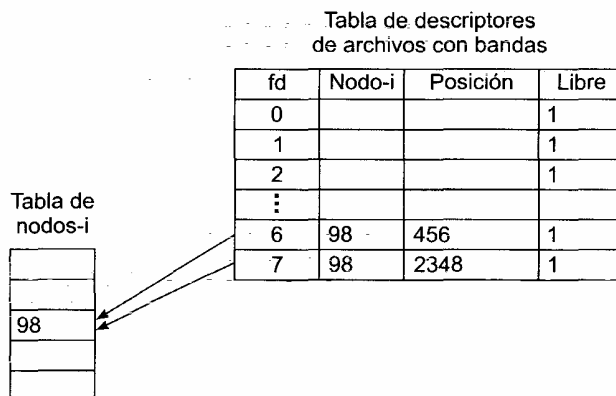 Tabla de descriptores
de archivos con bandas
fd Nodo-i Posición Libre
0 1
1 1
2 1
⋮
6 98 456 1
7 98 2348 1
Tabla de
nodos-i
98